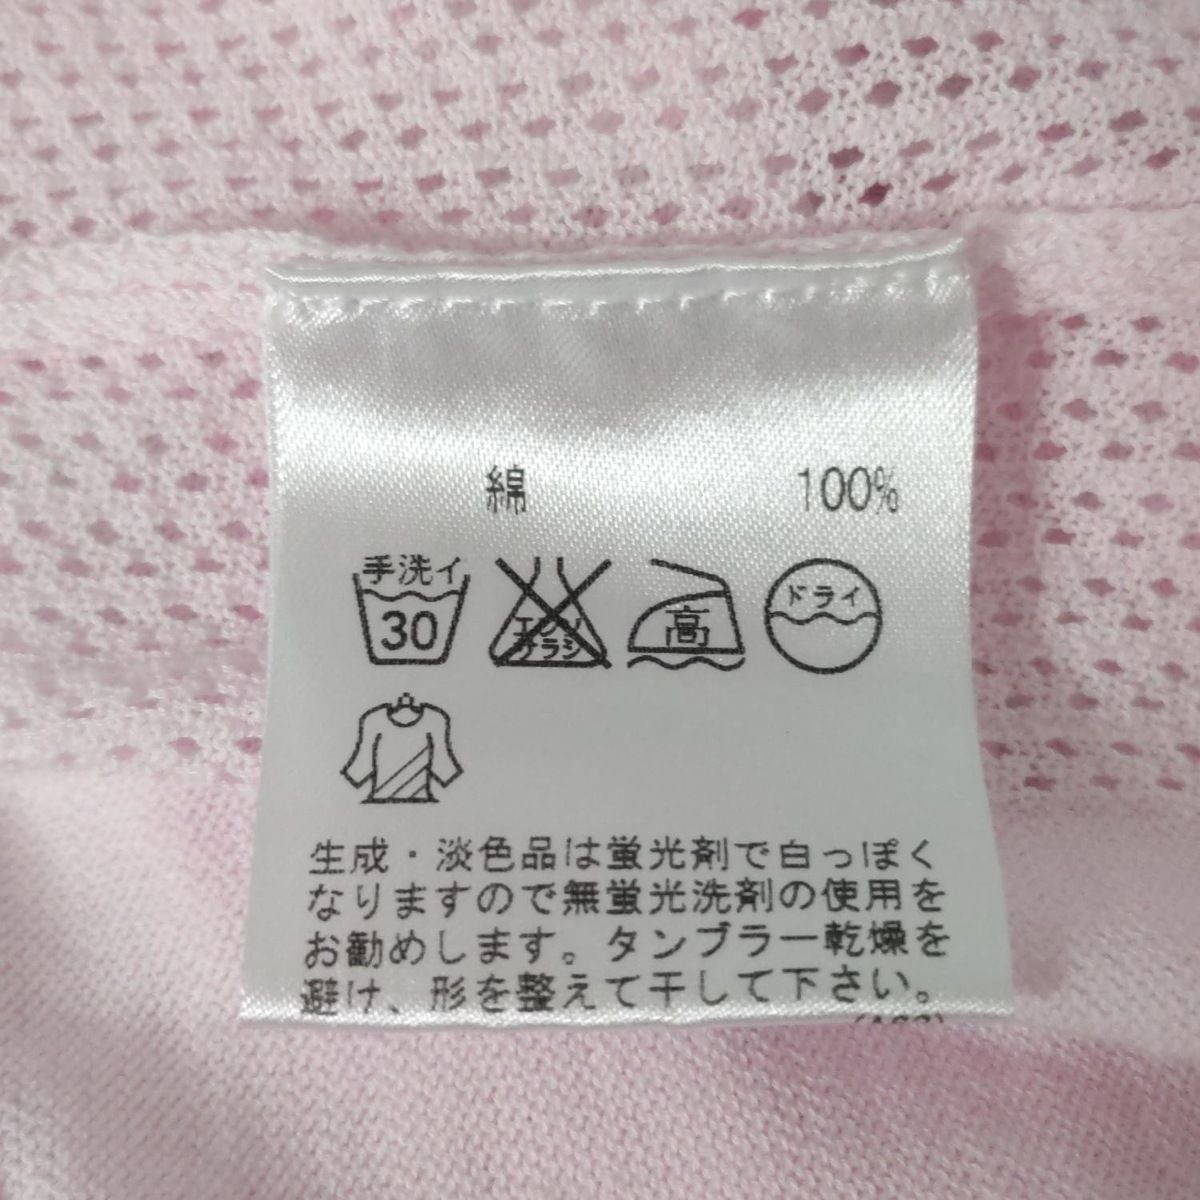 綿 100%
手洗イ
30
エンソ
サラシ
高
ドライ
生成・淡色品は蛍光剤で白っぽく
なりますので無蛍光洗剤の使用を
お勧めします。タンブラー乾燥を
避け、形を整えて干して下さい。